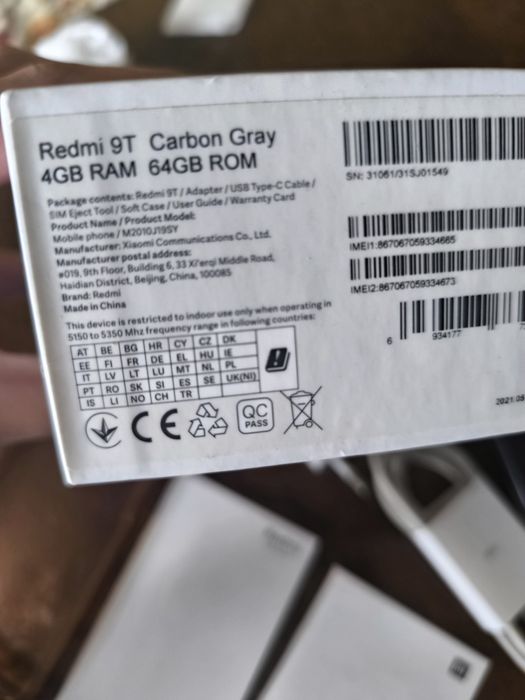 Redmi 9T Carbon Gray
4GB RAM 64GB ROM
Package contents: Redmi 9T / Adapter / USB Type-C Cable /
SIM Eject Tool / Soft Case / User Guide / Warranty Card
Product Name / Product Model:
Mobile phone / M2010J19SY
Manufacturer: Xiaomi Communications Co., Ltd.
Manufacturer postal address:
#019, 9th Floor, Building 6, 33 Xi'erqi Middle Road,
Haidian District, Beijing, China, 100085
Brand: Redmi
Made in China
This device is restricted to indoor use only when operating in
5150 to 5350 Mhz frequency range in following countries:
AT BE BG HR CY CZ DK
EE FI FR DE EL HU IE
IT LV LT LU MT NL PL
PT RO SK SI ES SE UK(NI)
IS LI NO CH TR
CE
QC
PASS
SN: 31061/31SJ01549
IMEI1:867067059334665
IMEI2:867067059334673
6 934177
2021.05